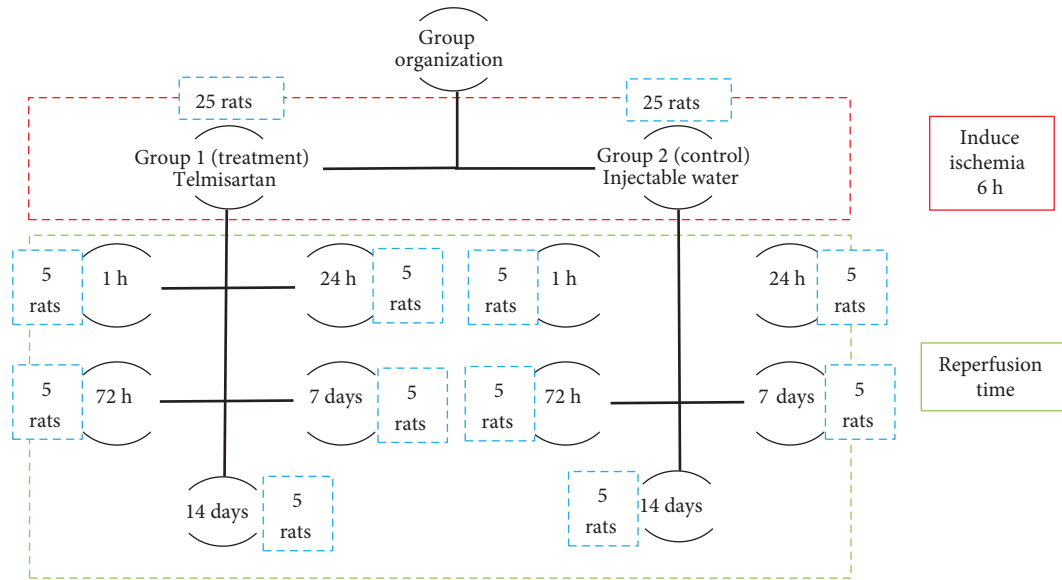 Group
organization
25 rats
25 rats
Group 1 (treatment)
Telmisartan
Group 2 (control)
Injectable water
Induce
ischemia
6 h
5
rats
1 h
24 h
5
rats
5
rats
1 h
24 h
5
rats
5
rats
72 h
7 days
5
rats
5
rats
72 h
7 days
5
rats
Reperfusion
time
14 days
5
rats
5
rats
14 days